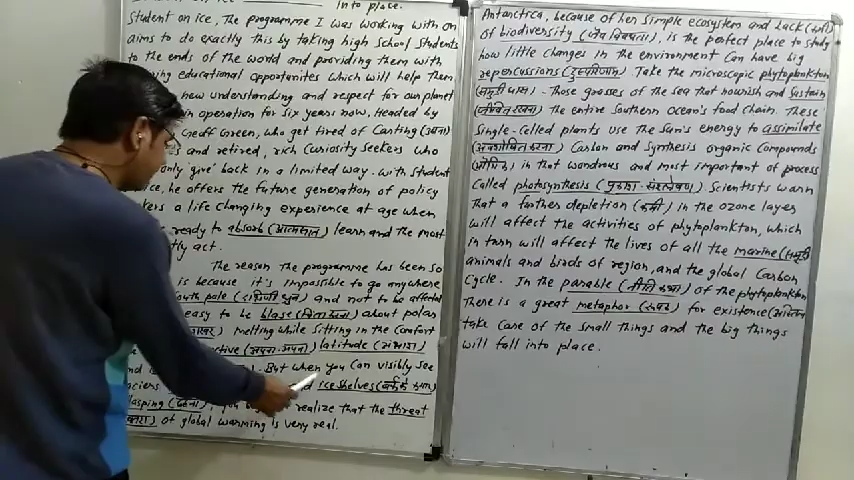 into place.
Student on ice, The programme I was working with on
aims to do exactly this by taking high School Students
to the ends of the world and providing them with
educational opportunites which will help them
new understanding and respect for our planet
in operation for six years now, Headed by
Geoff Green, who get tired of Carting
and retired, rich Curiosity Seekers who
only give' back in a limited way. with Student
ice, he offers the future generation of policy
a life changing experience at age when
ready to absorb (आत्मसात) learn and the most
act.
The reason the programme has been so
is because it's impossible to go anywhere
South pole (दक्षिणी ध्रुव) and not to be affected
easy to be blase about polar
Melting while Sitting in the Comfort
latitude
But when you Can visibly see
ice shelves
realize that the threat
of global warming is very real.
Antarctica, because of her Simple ecosystem and Lack (कमी)
of biodiversity (जैव विविधता), is the perfect place to study
how little changes in the environment Can have big
repercussions (दुष्परिणाम). Take the microscopic phytoplankton
(समुद्री घास) - Those grasses of the sea that nourish and Sustain
(जीवित रखना) The entire Southern Ocean's food Chain. These
Single-Celled plants use the Sun's energy to assimilate
(अवशोषित करना) Carbon and Synthesis organic Compounds
in that wondrous and most important of process
Called photosynthesis (प्रकाश-संश्लेषण) Scientists warn
That a further depletion (कमी) in the ozone layer
will affect the activities of phytoplankton, which
in turn will affect the lives of all the marine (समुद्री
animals and birds of region, and the global Carbon
Cycle. In the parable (नीति कथा) of the phytoplankton
There is a great metaphor (रूपक) for existence
take care of the small things and the big things
will fall into place.